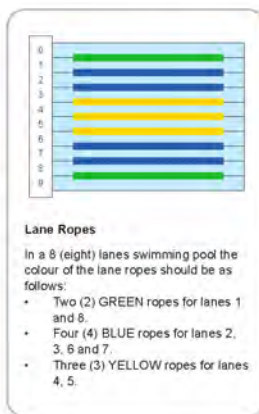 0
1
2
3
4
5
6
7
8
9
Lane Ropes
In a 8 (eight) lanes swimming pool the
colour of the lane ropes should be as
follows:
• Two (2) GREEN ropes for lanes 1
and 8.
• Four (4) BLUE ropes for lanes 2,
3, 6 and 7.
• Three (3) YELLOW ropes for lanes
4, 5.